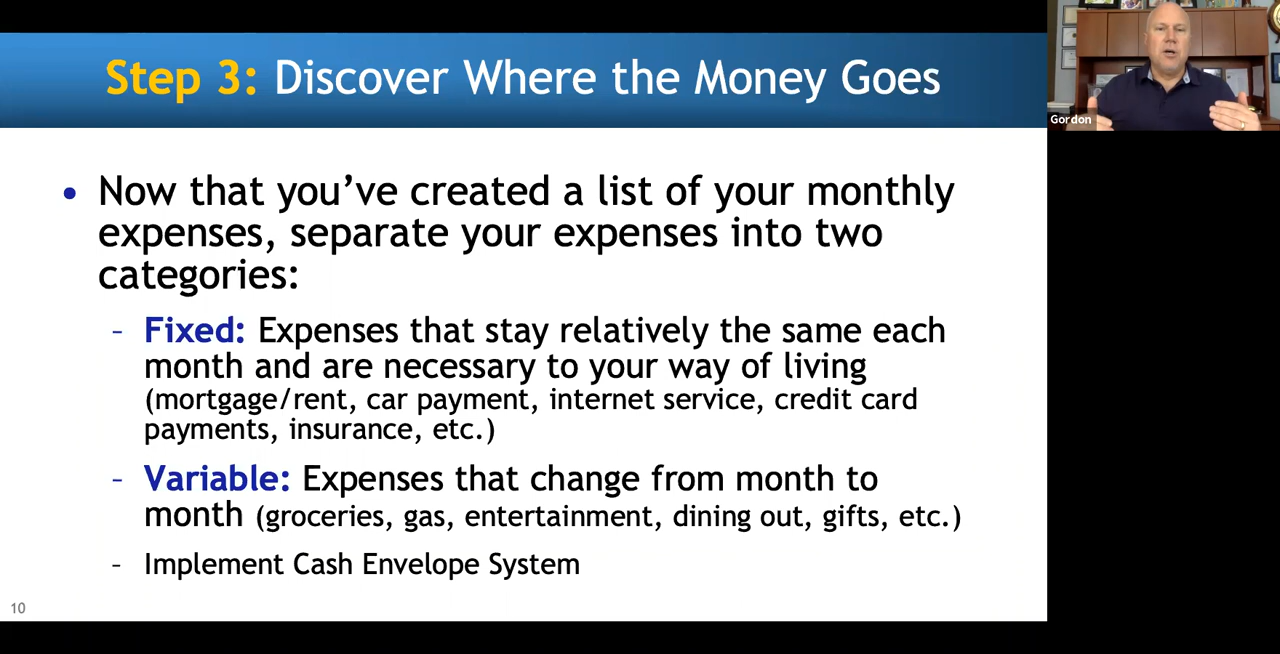 Step 3: Discover Where the Money Goes
Gordon
• Now that you’ve created a list of your monthly
expenses, separate your expenses into two
categories:
– Fixed: Expenses that stay relatively the same each
month and are necessary to your way of living
(mortgage/rent, car payment, internet service, credit card
payments, insurance, etc.)
– Variable: Expenses that change from month to
month (groceries, gas, entertainment, dining out, gifts, etc.)
– Implement Cash Envelope System
10